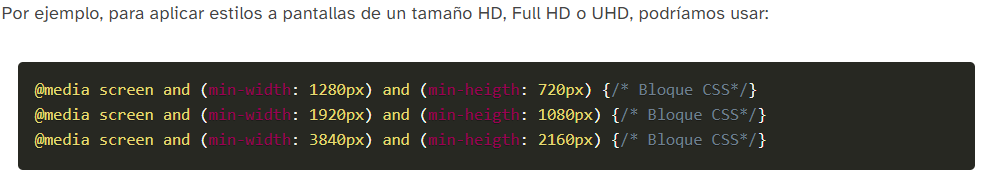 Por ejemplo, para aplicar estilos a pantallas de un tamaño HD, Full HD o UHD, podríamos usar:
@media screen and (min-width: 1280px) and (min-heigth: 720px) {/* Bloque CSS*/}
@media screen and (min-width: 1920px) and (min-heigth: 1080px) {/* Bloque CSS*/}
@media screen and (min-width: 3840px) and (min-heigth: 2160px) {/* Bloque CSS*/}